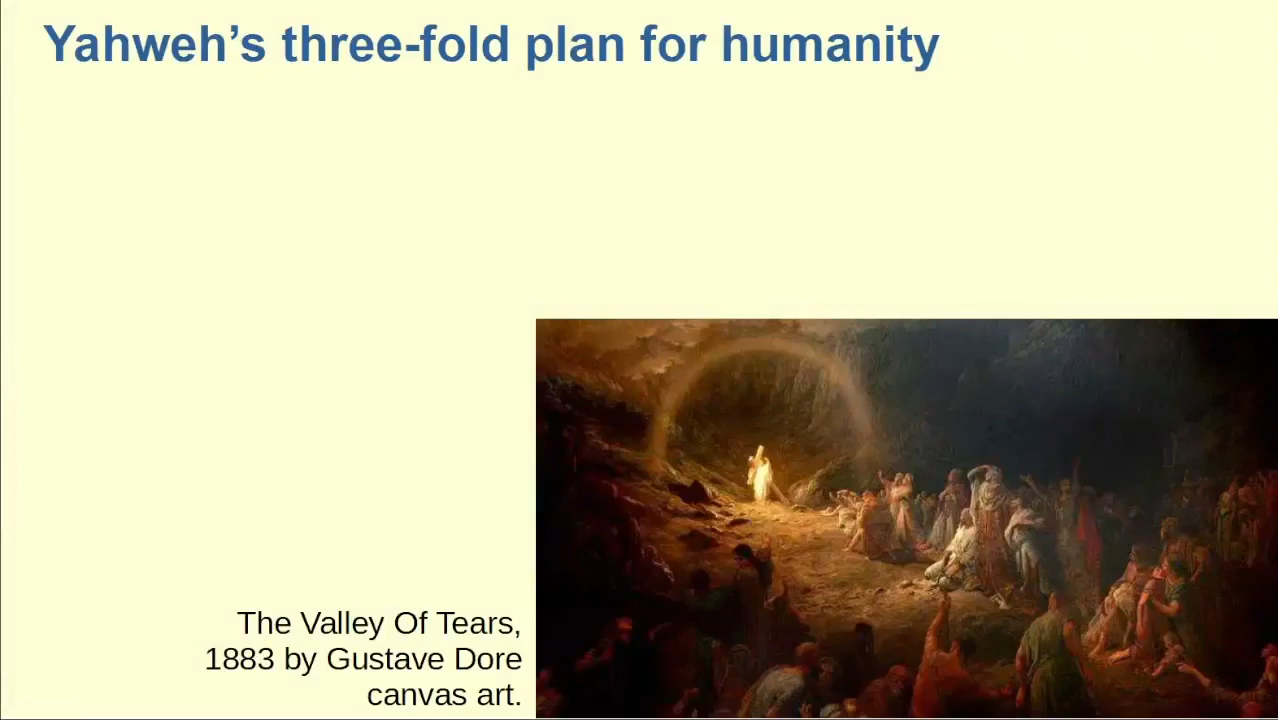 Yahweh’s three-fold plan for humanity
The Valley Of Tears,
1883 by Gustave Dore
canvas art.